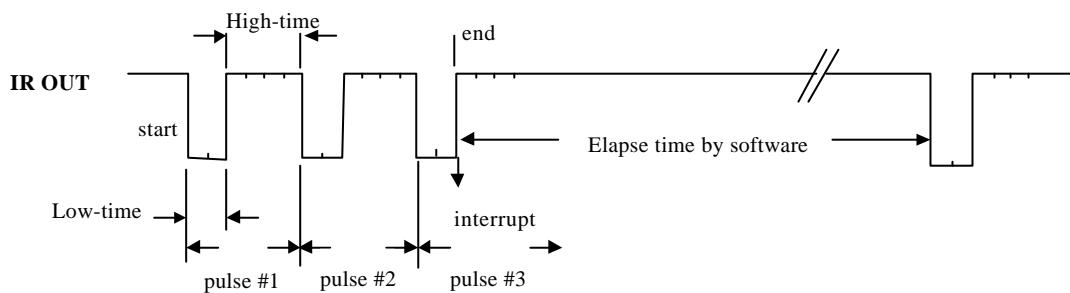 High-time
end
IR OUT
start
Elapse time by software
Low-time
interrupt
pulse #1
pulse #2
pulse #3